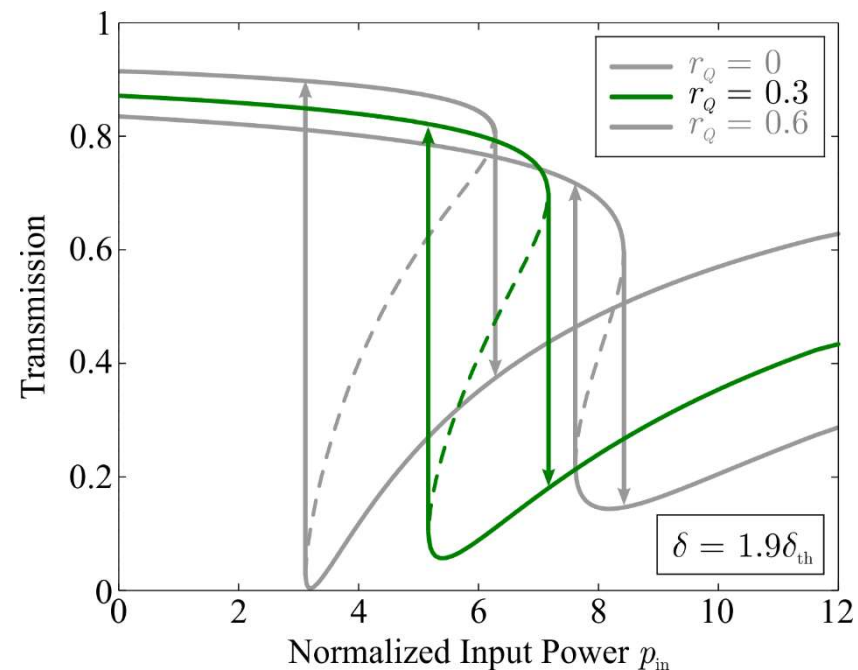 1
0.8
0.6
0.4
0.2
0
Transmission
r_Q = 0
r_Q = 0.3
r_Q = 0.6
δ = 1.9δ_th
0 2 4 6 8 10 12
Normalized Input Power p_in